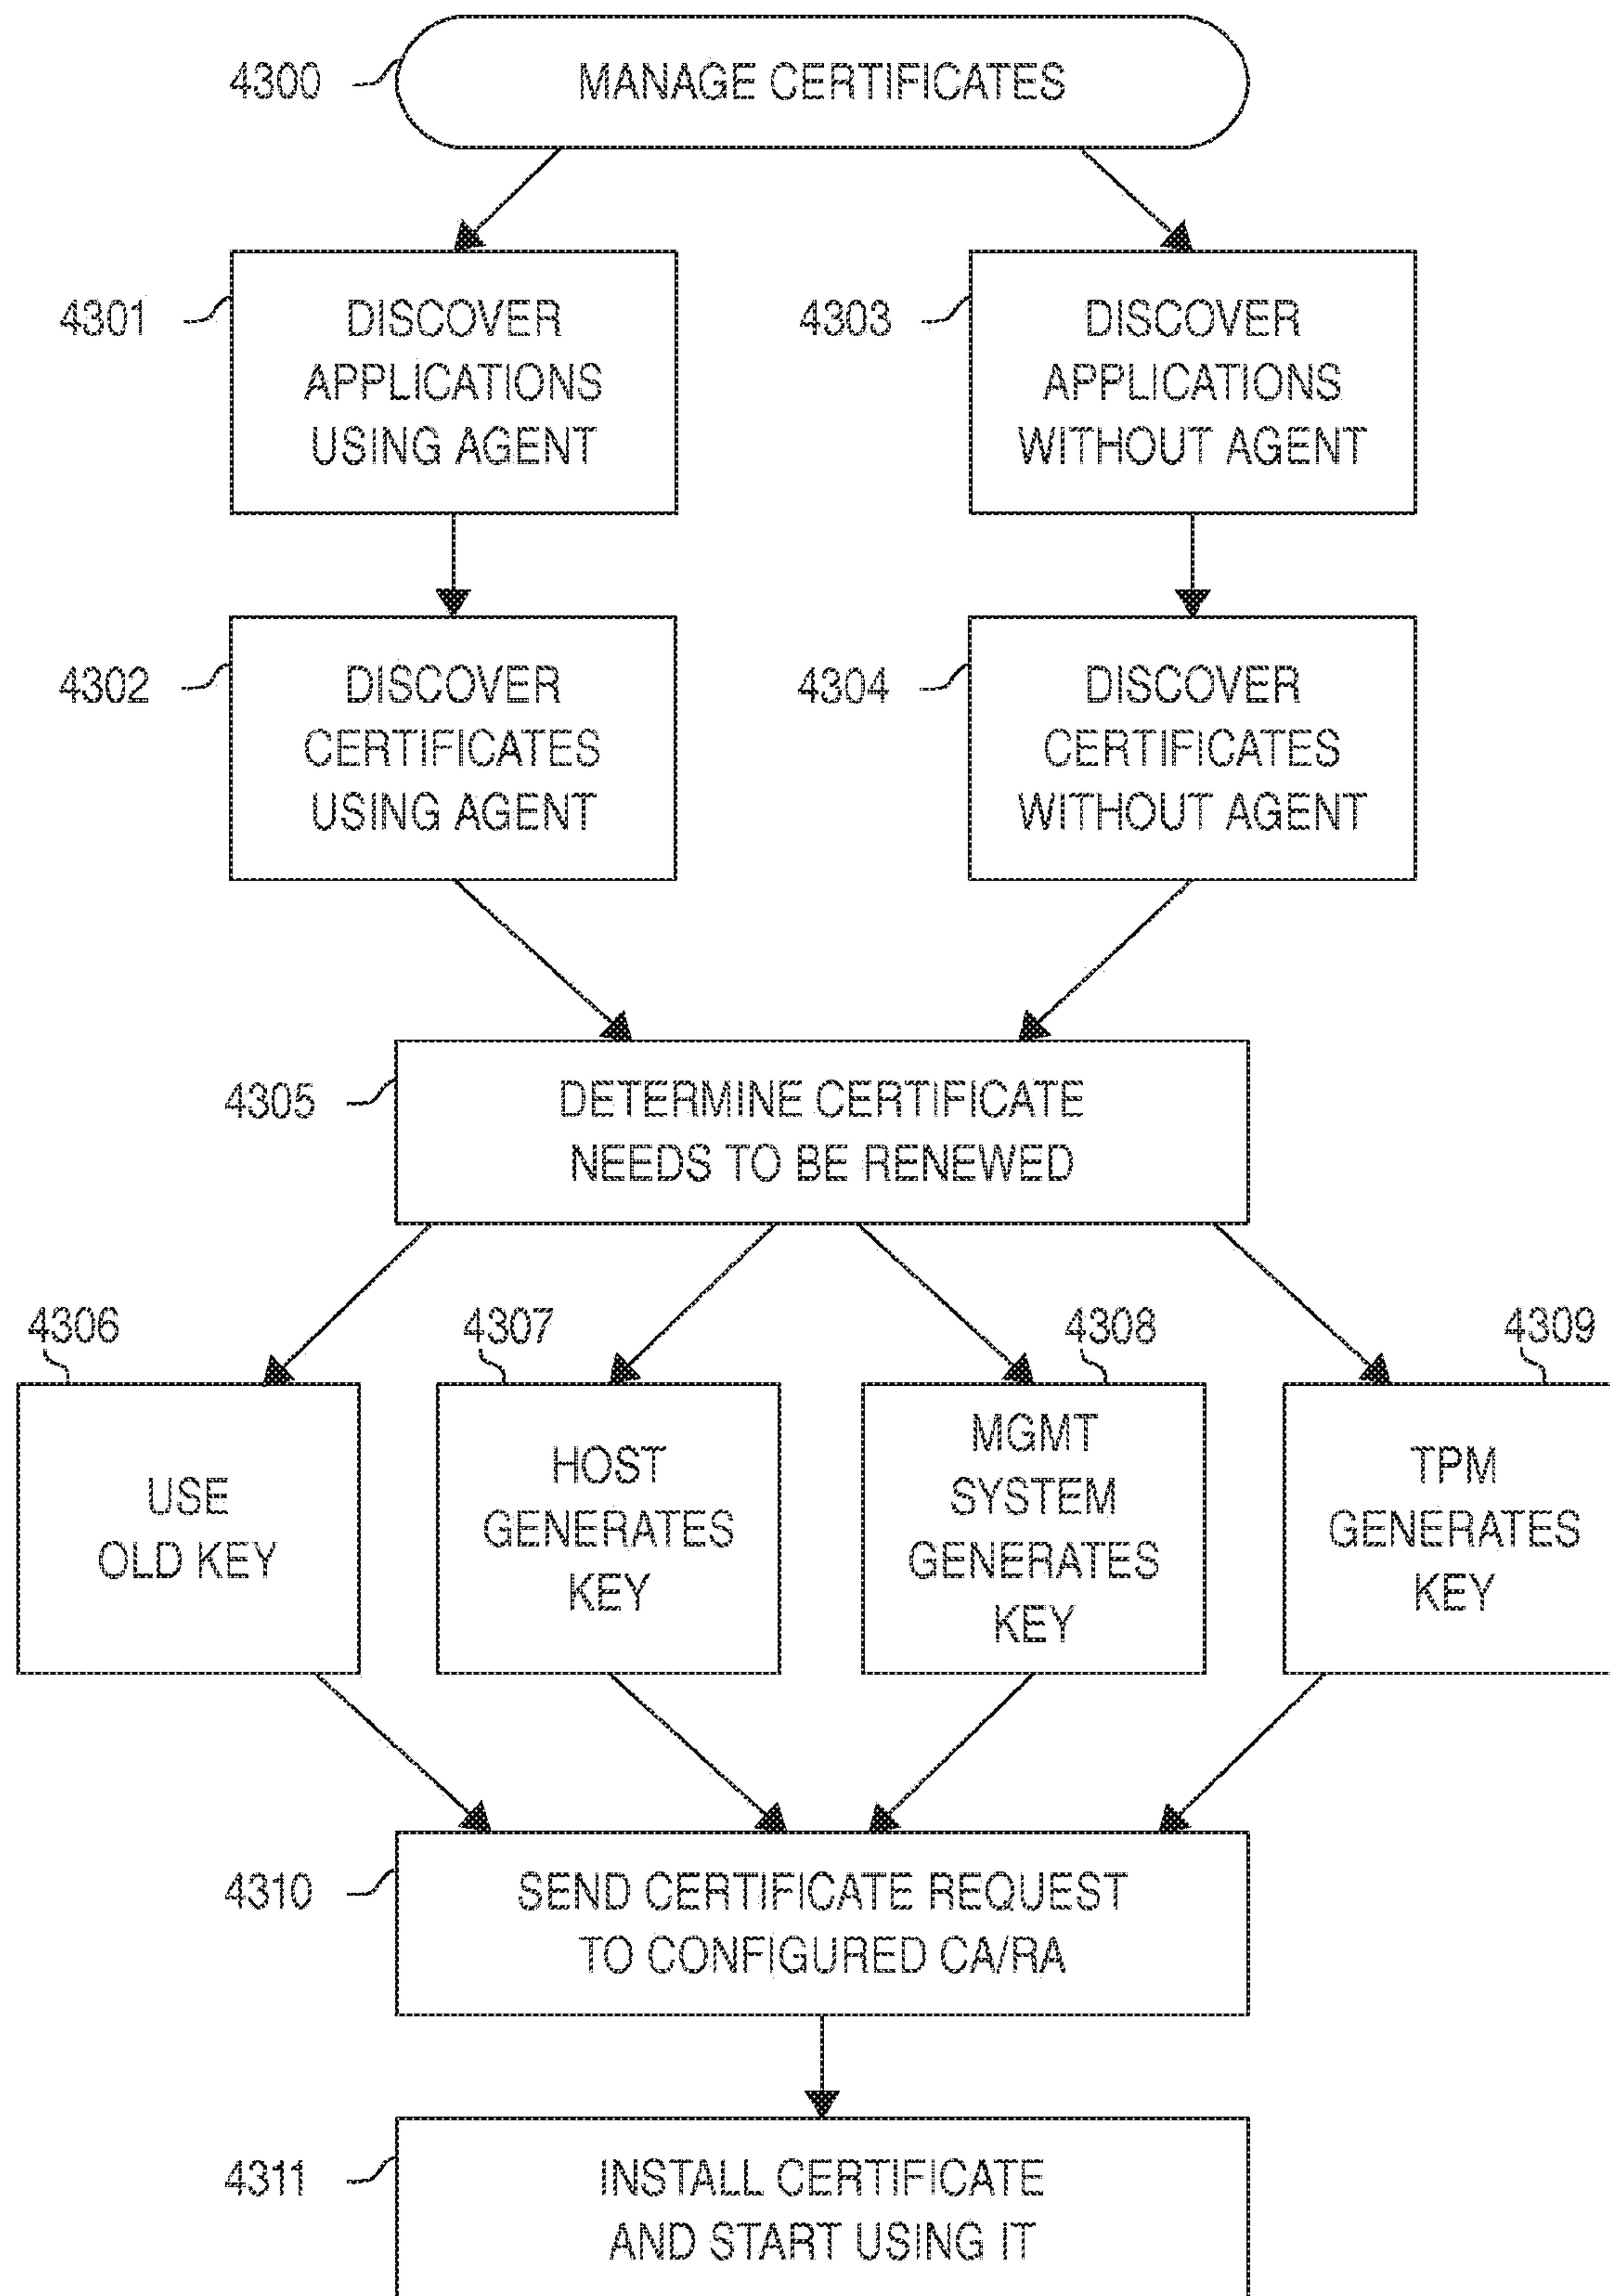 4300
MANAGE CERTIFICATES
4301
DISCOVER
APPLICATIONS
USING AGENT
4303
DISCOVER
APPLICATIONS
WITHOUT AGENT
4302
DISCOVER
CERTIFICATES
USING AGENT
4304
DISCOVER
CERTIFICATES
WITHOUT AGENT
4305
DETERMINE CERTIFICATE
NEEDS TO BE RENEWED
4306
USE
OLD KEY
4307
HOST
GENERATES
KEY
4308
MGMT
SYSTEM
GENERATES
KEY
4309
TPM
GENERATES
KEY
4310
SEND CERTIFICATE REQUEST
TO CONFIGURED CA/RA
4311
INSTALL CERTIFICATE
AND START USING IT